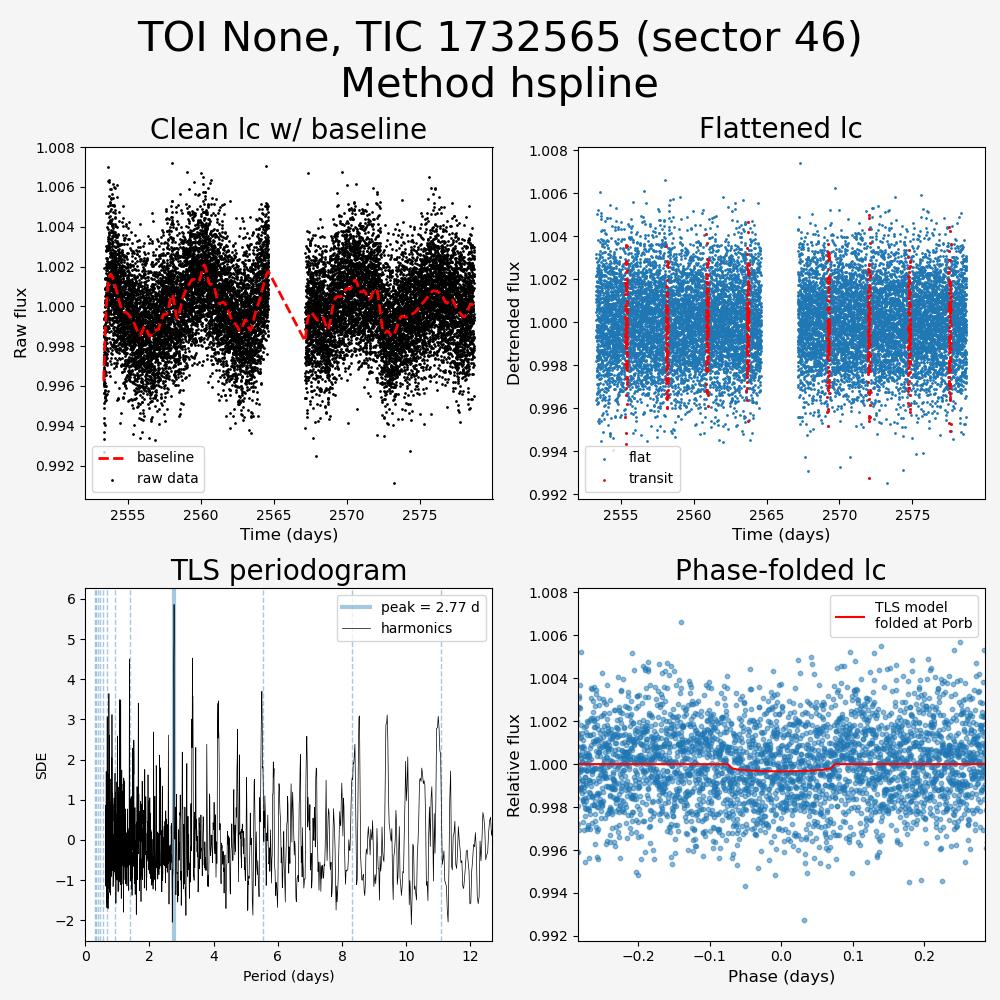 TOI None, TIC 1732565 (sector 46)
Method hspline
Clean lc w/ baseline
1.008
1.006
1.004
1.002
1.000
0.998
0.996
0.994
0.992
Raw flux
baseline
raw data
2555
2560
2565
2570
2575
Time (days)
Flattened lc
1.008
1.006
1.004
1.002
1.000
0.998
0.996
0.994
0.992
Detrended flux
flat
transit
2555
2560
2565
2570
2575
Time (days)
TLS periodogram
6
5
4
3
2
1
0
−1
−2
SDE
peak = 2.77 d
harmonics
0
2
4
6
8
10
12
Period (days)
Phase-folded lc
1.008
1.006
1.004
1.002
1.000
0.998
0.996
0.994
0.992
Relative flux
TLS model
folded at Porb
−0.2
−0.1
0.0
0.1
0.2
Phase (days)